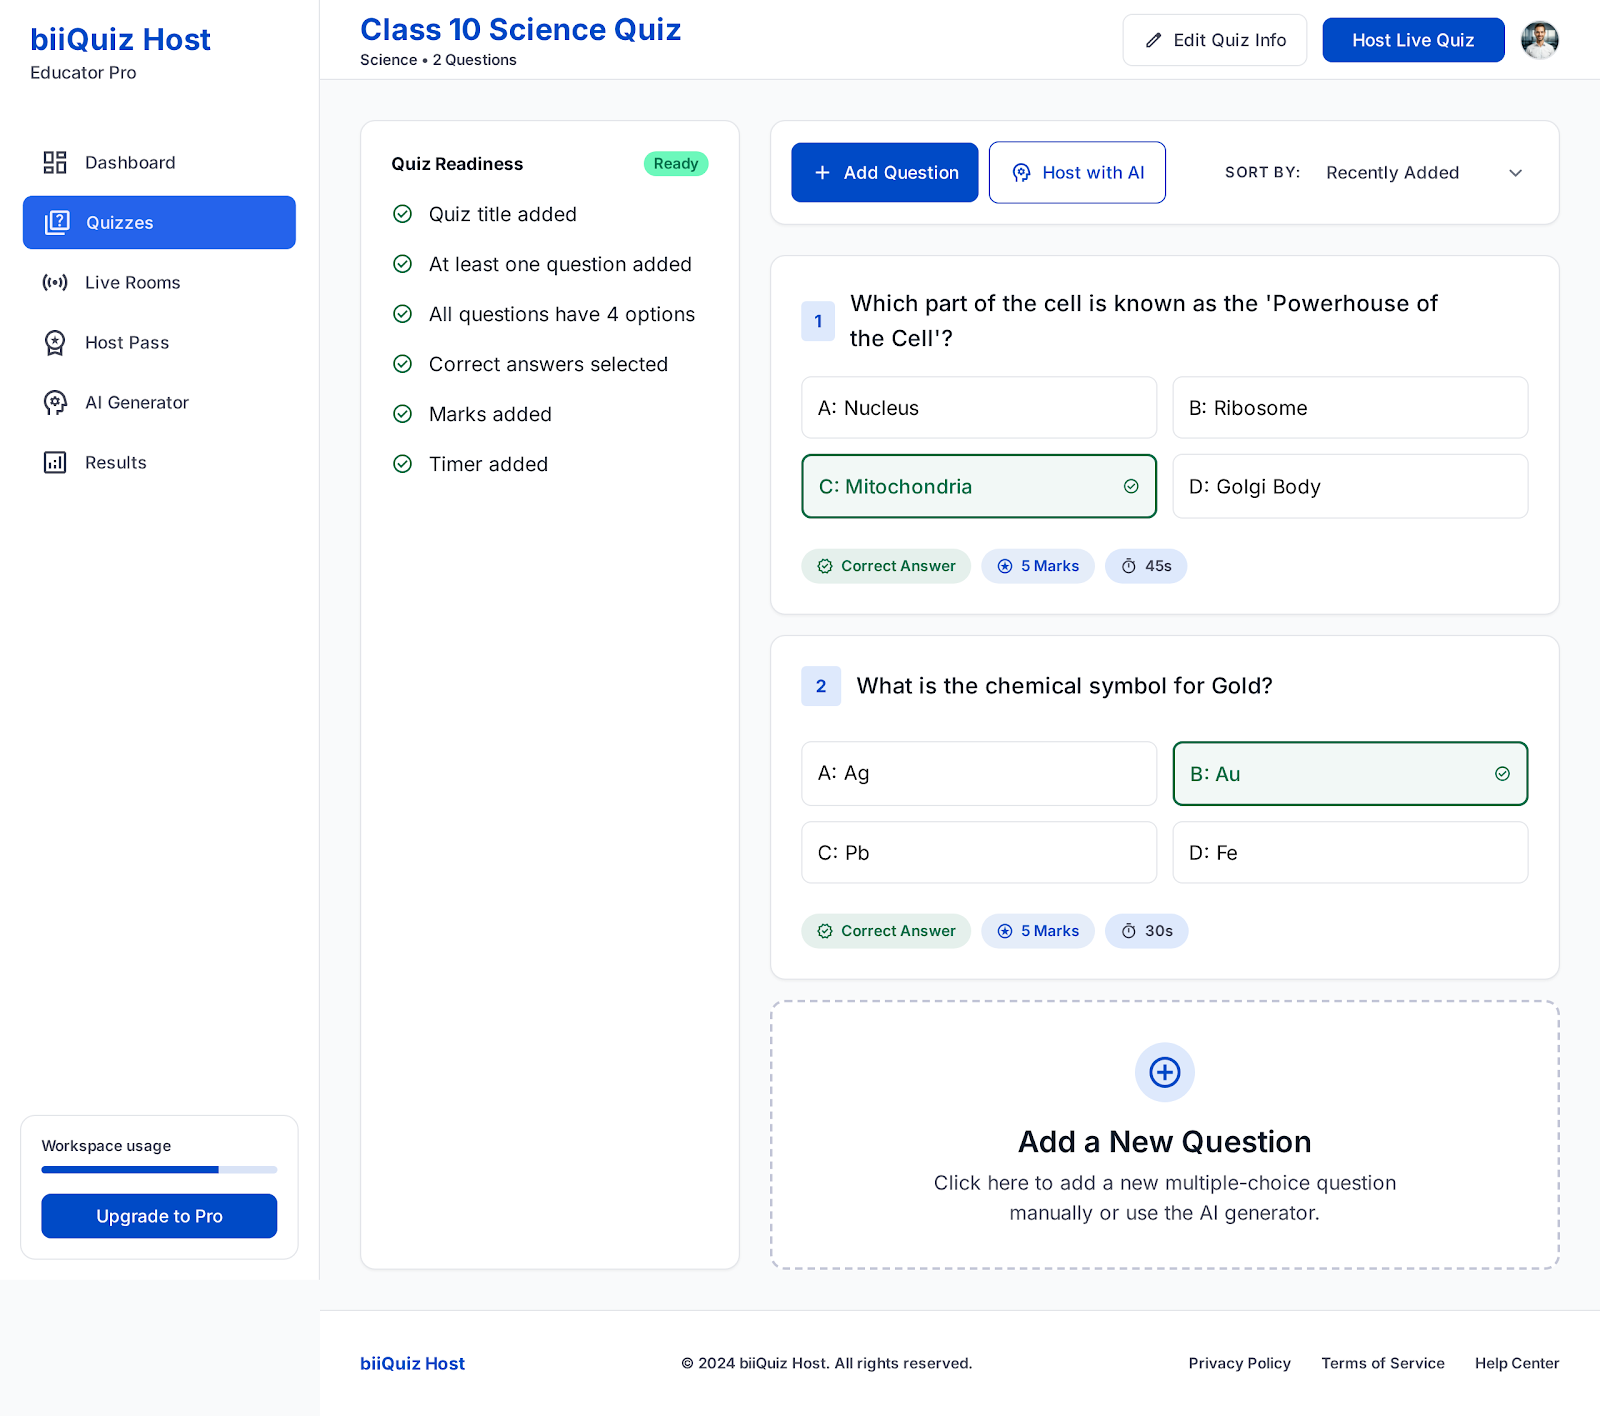 biiQuiz Host
Educator Pro
Dashboard
Quizzes
Live Rooms
Host Pass
AI Generator
Results
Workspace usage
Upgrade to Pro
Class 10 Science Quiz
Science • 2 Questions
Edit Quiz Info
Host Live Quiz
Quiz Readiness
Ready
Quiz title added
At least one question added
All questions have 4 options
Correct answers selected
Marks added
Timer added
Add Question
Host with AI
SORT BY:
Recently Added
1
Which part of the cell is known as the 'Powerhouse of
the Cell'?
A: Nucleus
B: Ribosome
C: Mitochondria
D: Golgi Body
Correct Answer
5 Marks
45s
2
What is the chemical symbol for Gold?
A: Ag
B: Au
C: Pb
D: Fe
Correct Answer
5 Marks
30s
Add a New Question
Click here to add a new multiple-choice question
manually or use the AI generator.
biiQuiz Host
© 2024 biiQuiz Host. All rights reserved.
Privacy Policy
Terms of Service
Help Center